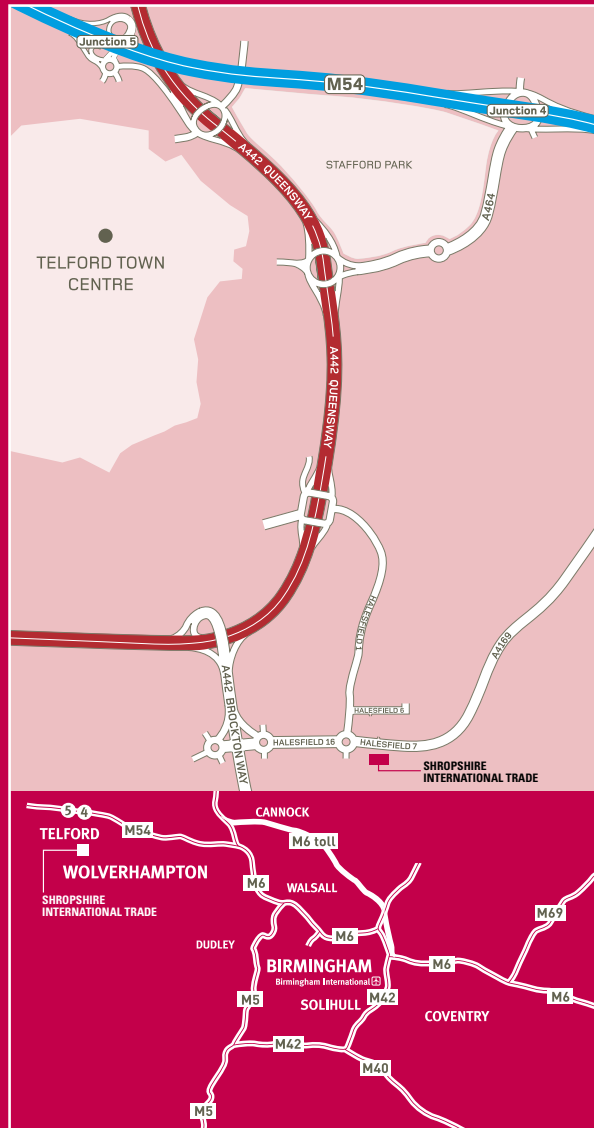 Junction 5
M54
Junction 4
STAFFORD PARK
A442 QUEENSWAY
A464
TELFORD TOWN
CENTRE
A442 QUEENSWAY
HALESFIELD 1
A4169
A442 BROCKTON WAY
HALESFIELD 6
HALESFIELD 16
HALESFIELD 7
SHROPSHIRE
INTERNATIONAL TRADE
5 4
CANNOCK
TELFORD
M54
M6 toll
WOLVERHAMPTON
M6
WALSALL
SHROPSHIRE
INTERNATIONAL TRADE
M69
DUDLEY
M6
BIRMINGHAM
M6
Birmingham International
M5
SOLIHULL
M42
M6
COVENTRY
M42
M40
M5